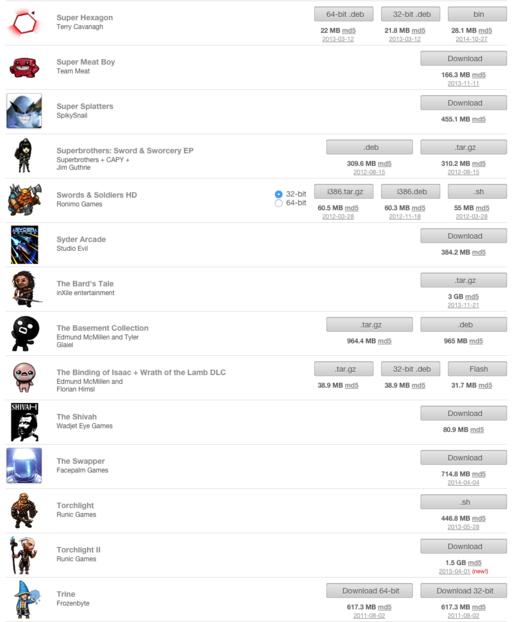 Super Hexagon
Terry Cavanagh
64-bit .deb 32-bit .deb bin
22 MB md5 21.8 MB md5 28.1 MB md5
2013-03-12 2013-03-12 2014-10-27
Super Meat Boy
Team Meat
Download
166.3 MB md5
2013-11-11
Super Splatters
SpikySnail
Download
455.1 MB md5
Superbrothers: Sword & Sworcery EP
Superbrothers + CAPY +
Jim Guthrie
.deb .tar.gz
309.6 MB md5 310.2 MB md5
2012-08-15 2012-08-15
Swords & Soldiers HD
Ronimo Games
32-bit
64-bit
i386.tar.gz i386.deb .sh
60.5 MB md5 60.3 MB md5 55 MB md5
2012-03-28 2012-11-18 2012-03-28
Syder Arcade
Studio Evil
Download
384.2 MB md5
The Bard's Tale
inXile entertainment
.tar.gz
3 GB md5
2013-11-21
The Basement Collection
Edmund McMillen and Tyler
Glaiel
.tar.gz .deb
964.4 MB md5 965 MB md5
The Binding of Isaac + Wrath of the Lamb DLC
Edmund McMillen and
Florian Himsl
.tar.gz 32-bit .deb Flash
38.9 MB md5 38.9 MB md5 31.7 MB md5
SHIVAH
The Shivah
Wadjet Eye Games
Download
80.9 MB md5
The Swapper
Facepalm Games
Download
714.8 MB md5
2014-04-04
Torchlight
Runic Games
.sh
446.8 MB md5
2013-05-28
Torchlight II
Runic Games
Download
1.5 GB md5
2015-04-01 (new!)
Trine
Frozenbyte
Download 64-bit Download 32-bit
617.3 MB md5 617.3 MB md5
2011-08-02 2011-08-02